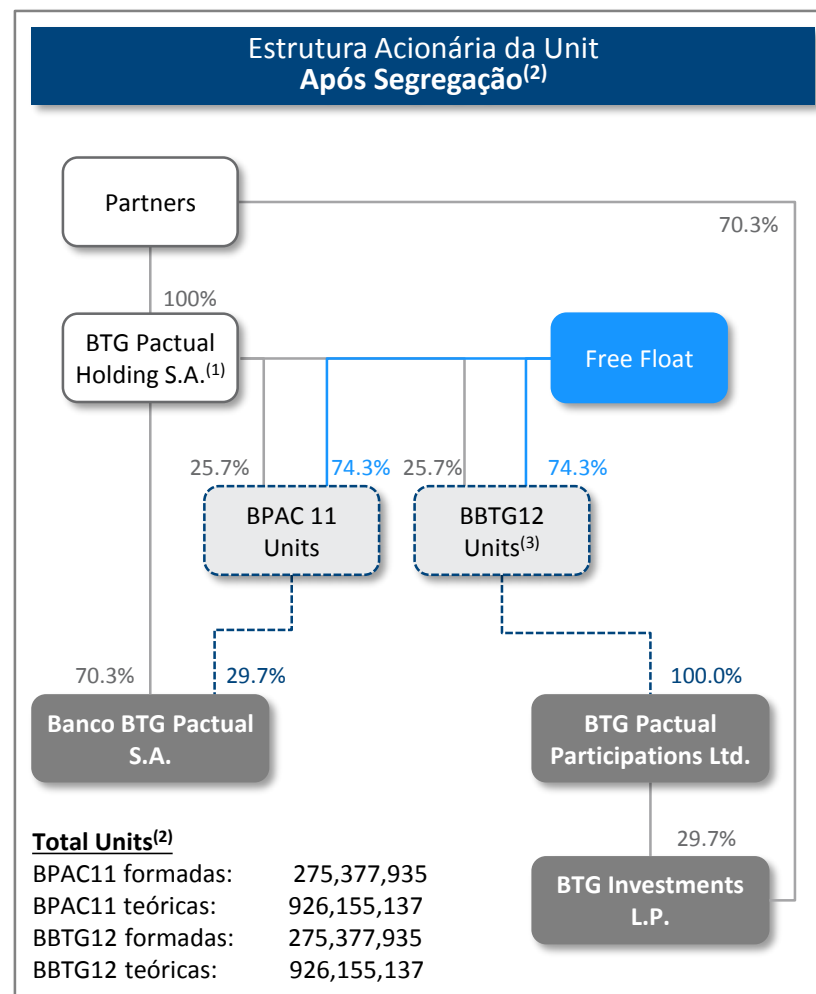 Estrutura Acionária da Unit
Após Segregação(2)
Partners
70.3%
100%
BTG Pactual
Holding S.A.(1)
Free Float
25.7%
74.3%
25.7%
74.3%
BPAC 11
Units
BBTG12
Units(3)
70.3%
29.7%
100.0%
Banco BTG Pactual
S.A.
BTG Pactual
Participations Ltd.
29.7%
BTG Investments
L.P.
Total Units(2)
BPAC11 formadas: 275,377,935
BPAC11 teóricas: 926,155,137
BBTG12 formadas: 275,377,935
BBTG12 teóricas: 926,155,137